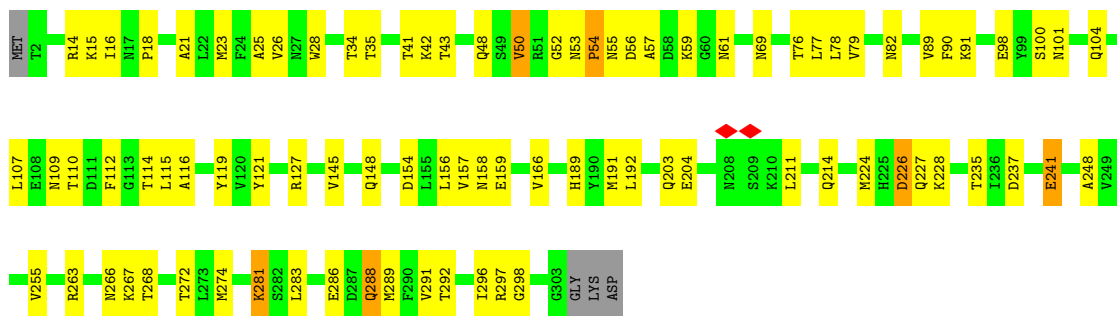 MET T2 R14 K15 I16 N17 P18 A21 L22 M23 F24 A25 V26 N27 W28 T34 T35 T41 K42 T43 Q48 S49 V50 R51 G52 N53 P54 N55 D56 A57 D58 K59 G60 N61 N69 T76 L77 L78 V79 N82 V89 F90 K91 E98 Y99 S100 N101 Q104
L107 E108 N109 T110 D111 F112 G113 T114 L115 A116 Y119 V120 Y121 R127 V145 Q148 D154 L155 L156 V157 N158 E159 V166 H189 Y190 M191 L192 Q203 E204 N208 S209 K210 L211 Q214 M224 H225 D226 Q227 K228 T235 I236 D237 E241 A248 V249
V255 R263 N266 K267 T268 T272 L273 M274 K281 S282 L283 E286 D287 Q288 M289 F290 V291 T292 I296 R297 G298 G303 GLY LYS ASP